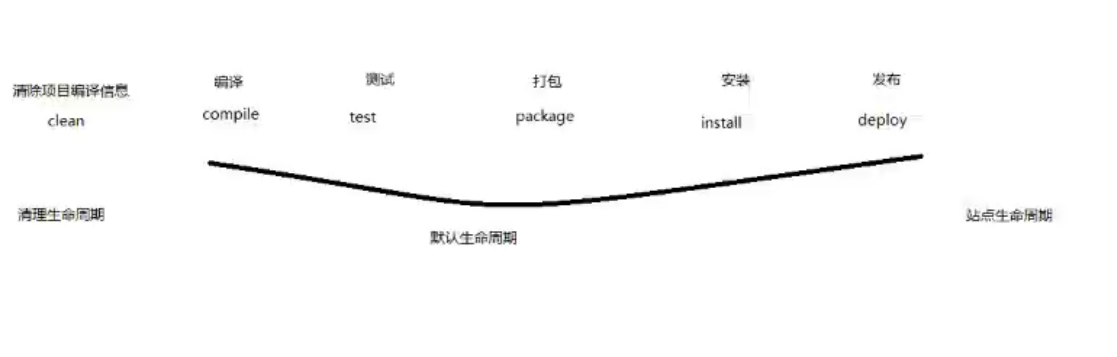 清除项目编译信息
clean
编译
compile
测试
test
打包
package
安装
install
发布
deploy
清理生命周期
默认生命周期
站点生命周期